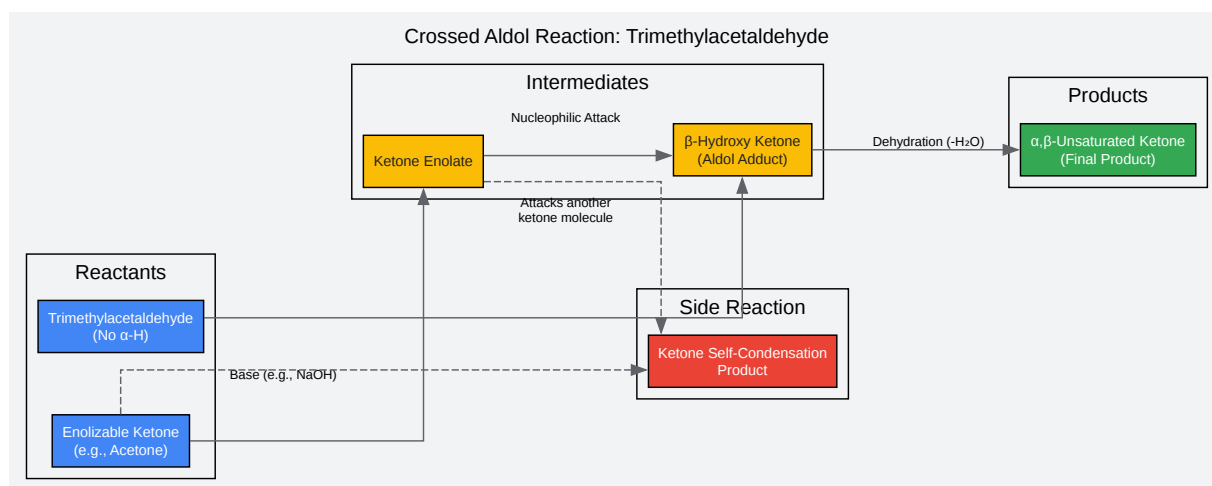 Crossed Aldol Reaction: Trimethylacetaldehyde
Intermediates
Nucleophilic Attack
Ketone Enolate
β-Hydroxy Ketone
(Aldol Adduct)
Attacks another
ketone molecule
Dehydration (-H₂O)
Products
α,β-Unsaturated Ketone
(Final Product)
Reactants
Trimethylacetaldehyde
(No α-H)
Base (e.g., NaOH)
Enolizable Ketone
(e.g., Acetone)
Side Reaction
Ketone Self-Condensation
Product